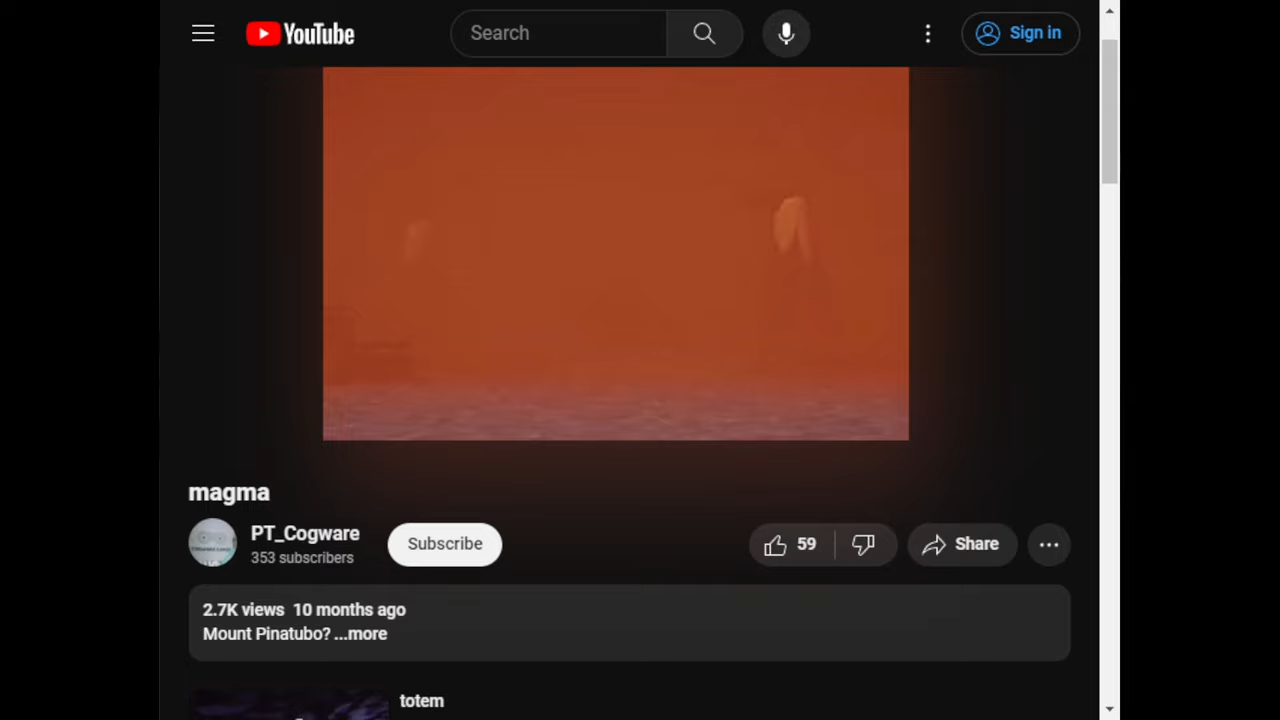 YouTube
Search
Sign in
magma
PT_Cogware
353 subscribers
Subscribe
59
Share
2.7K views 10 months ago
Mount Pinatubo? ...more
totem